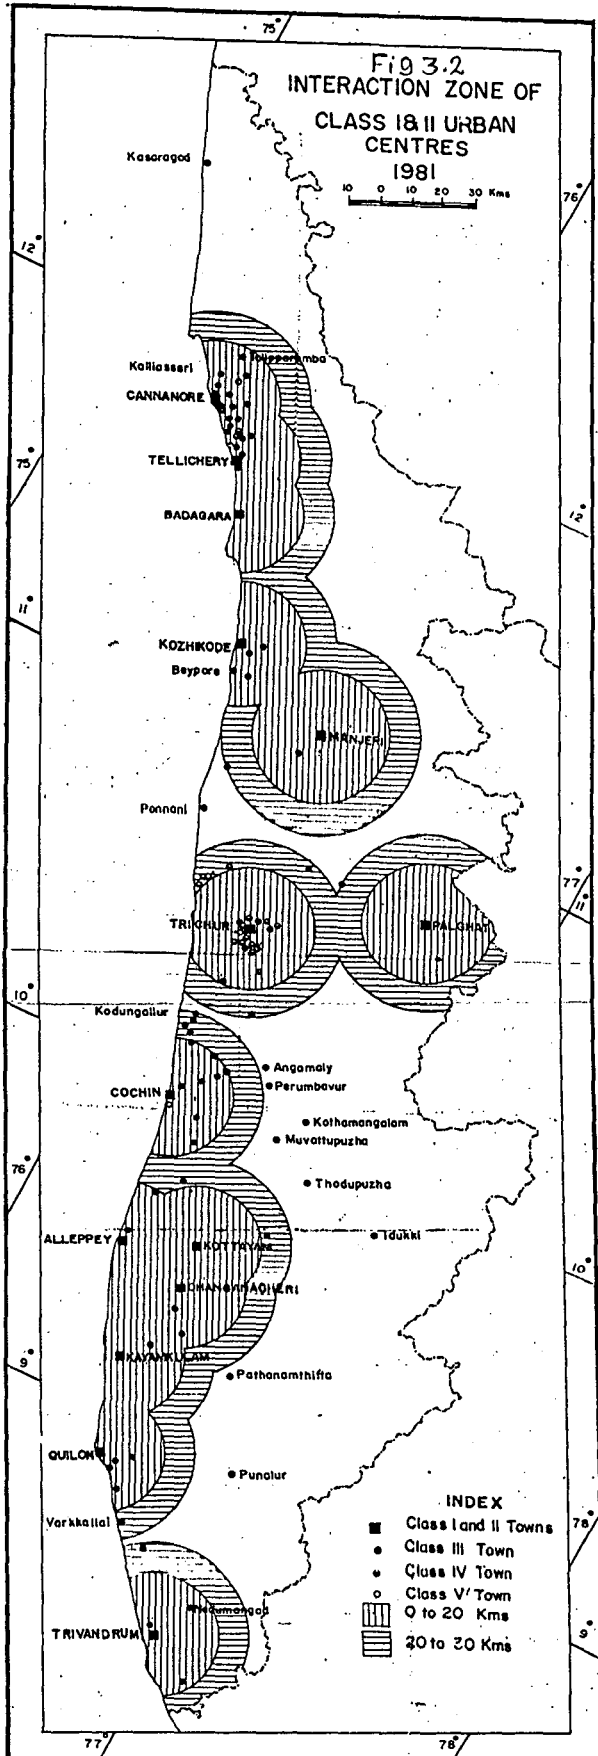 75°
Fig 3.2
INTERACTION ZONE OF
CLASS I & II URBAN
CENTRES
1981
10 0 10 20 30 Kms
Kasaragod
76°
12°
Kalliasseri
CANNANORE
TELLICHERY
75°
BADAGARA
12°
11°
KOZHIKODE
Beypore
MANJERI
Ponnani
77°
11°
TRICHUR
PALGHAT
10°
Kodungallur
Angamaly
Perumbavur
COCHIN
Kothamangalam
Muvattupuzha
76°
Thodupuzha
ALLEPPEY
KOTTAYAM
Idukki
10°
CHANGANACHERI
KAYAMKULAM
9°
Pathanamthitta
QUILON
Punalur
Varkkallai
78°
INDEX
Class I and II Towns
Class III Town
Class IV Town
Class V Town
0 to 20 Kms
20 to 30 Kms
Nedumangad
TRIVANDRUM
9°
77°
78°